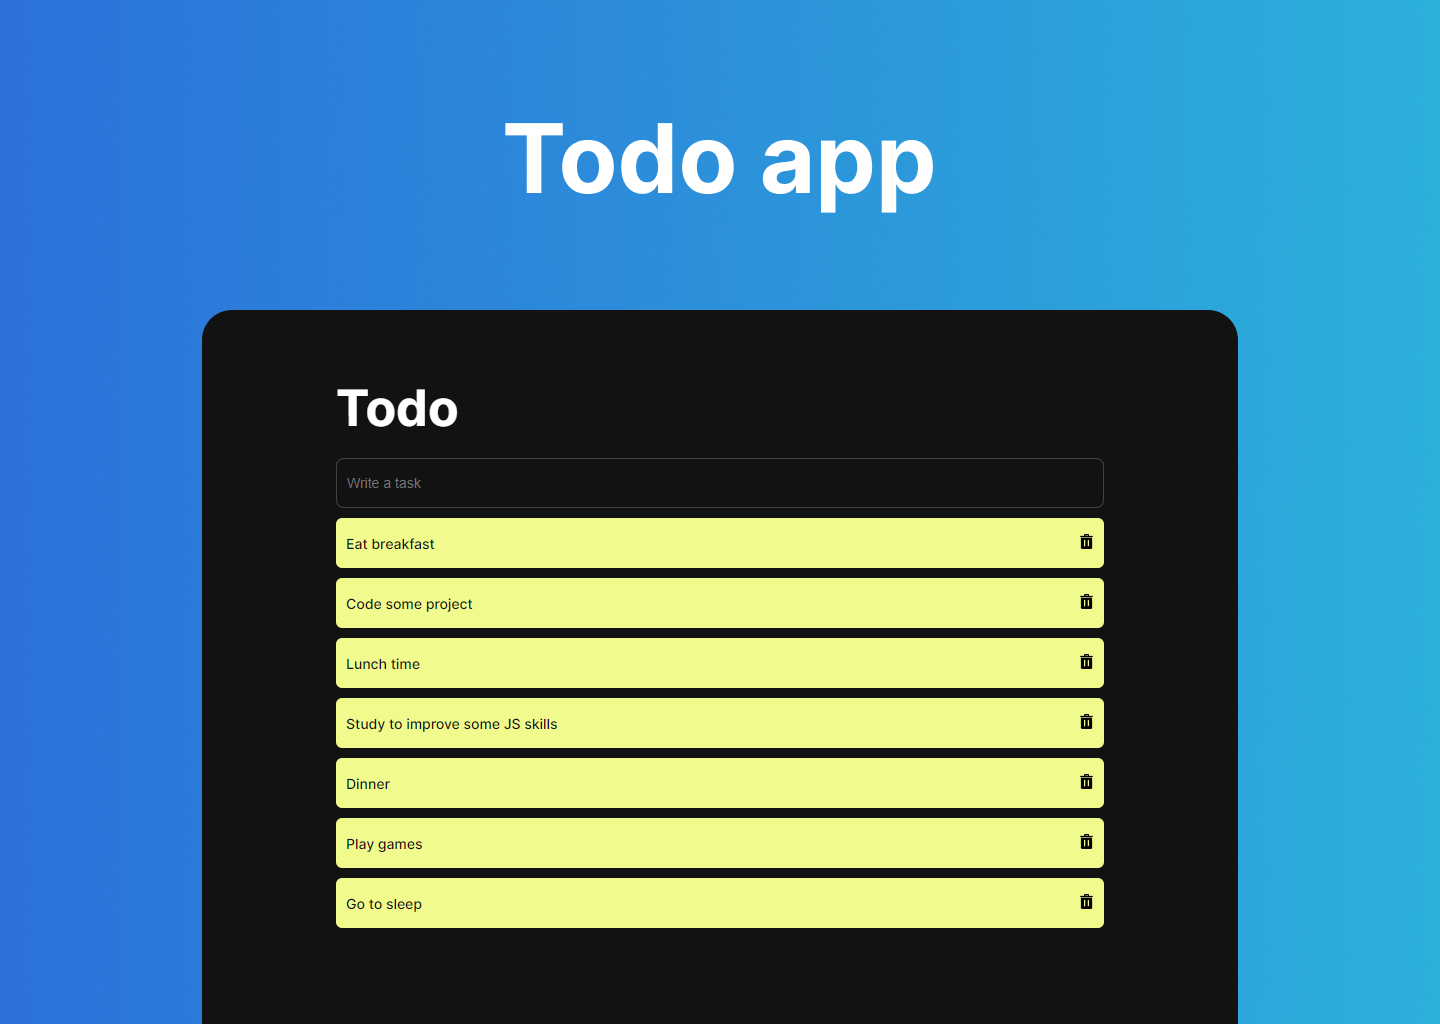 Todo app
Todo
Write a task
Eat breakfast
Code some project
Lunch time
Study to improve some JS skills
Dinner
Play games
Go to sleep